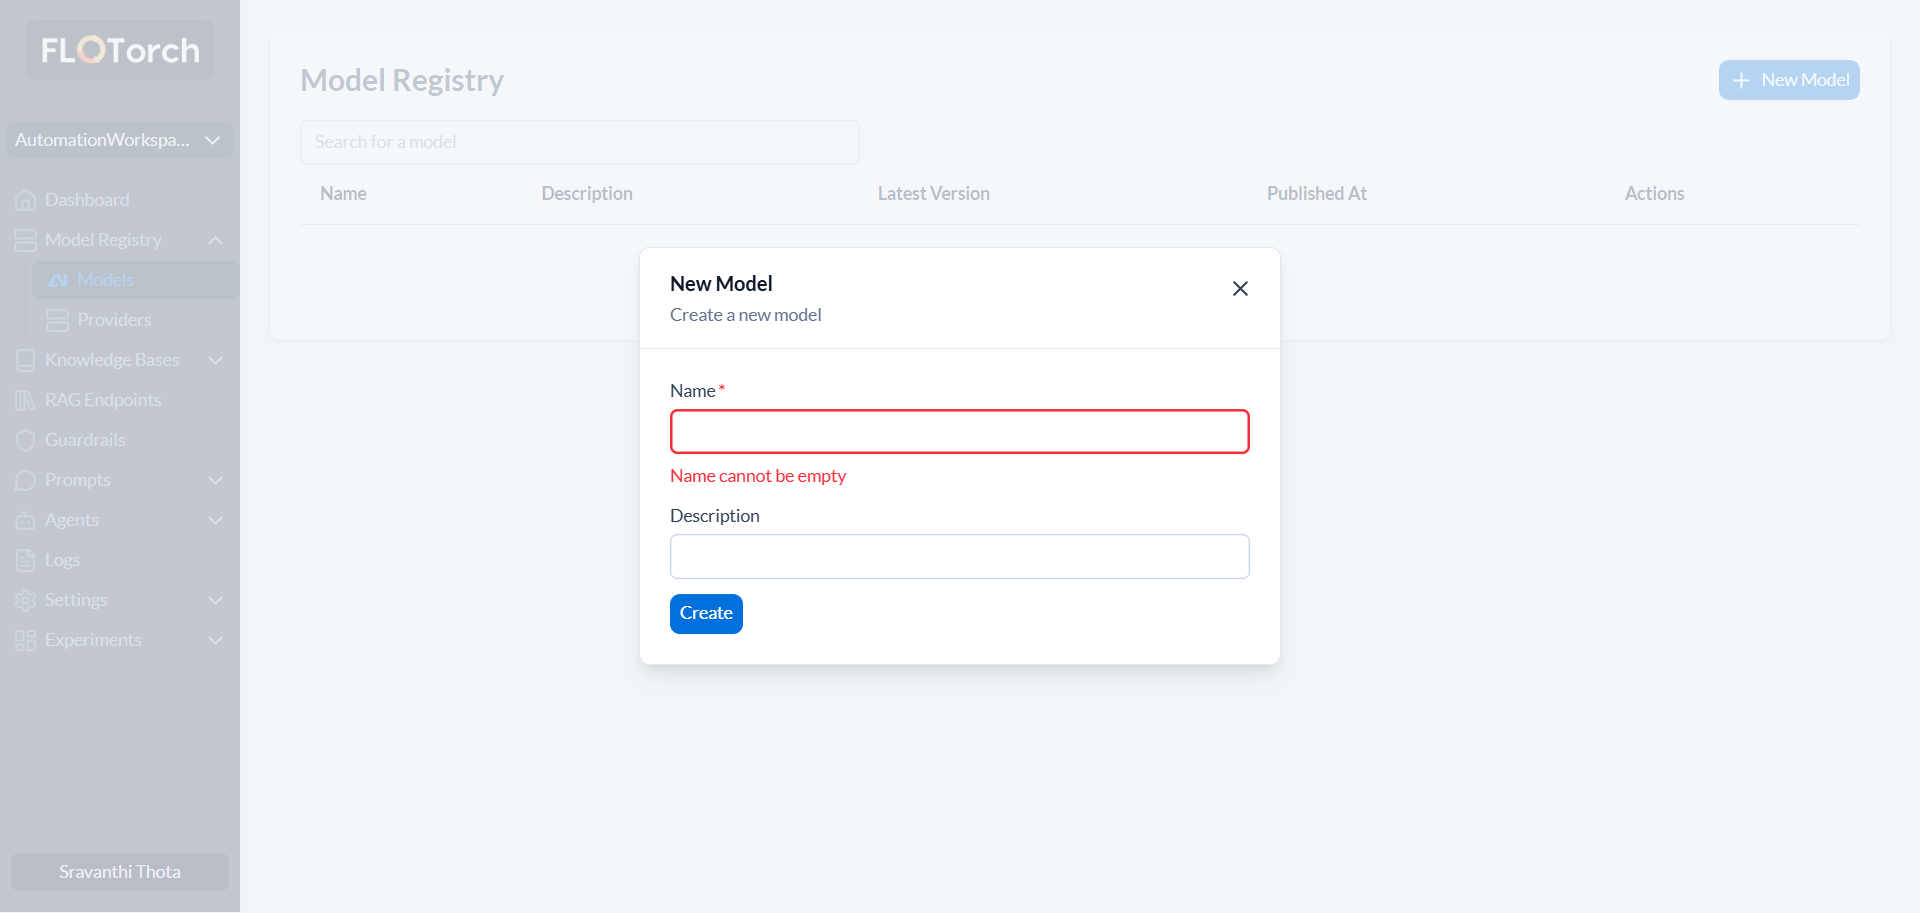 FLOTorch
AutomationWorkspa...
Dashboard
Model Registry
Models
Providers
Knowledge Bases
RAG Endpoints
Guardrails
Prompts
Agents
Logs
Settings
Experiments
Sravanthi Thota
Model Registry
New Model
Search for a model
Name Description Latest Version Published At Actions
New Model
Create a new model
Name*
Name cannot be empty
Description
Create